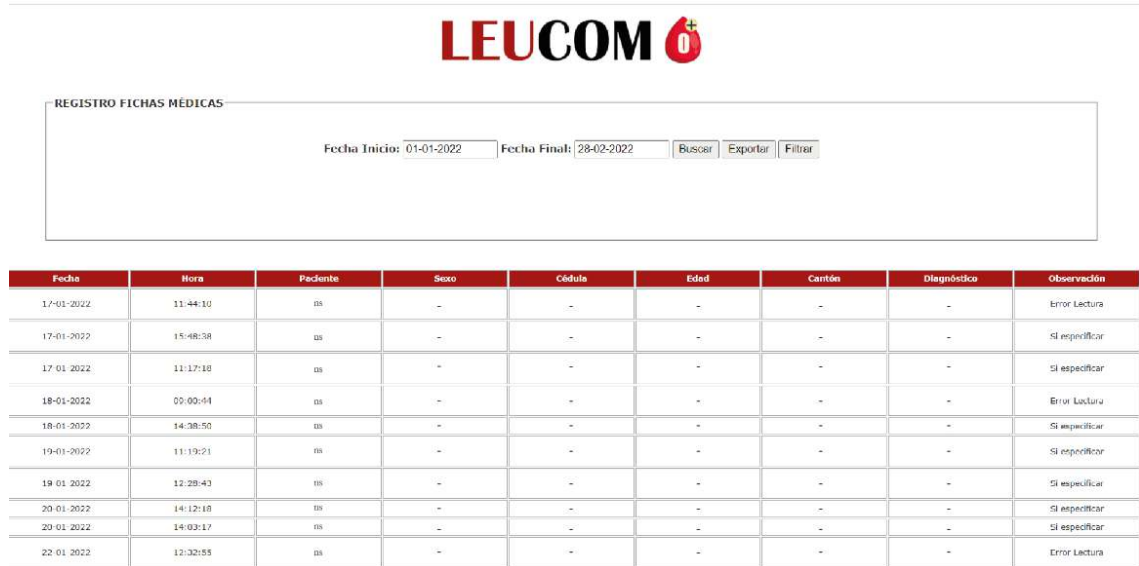 LEUCOM 0 +
REGISTRO FICHAS MÉDICAS
Fecha Inicio: 01-01-2022 Fecha Final: 28-02-2022 Buscar Exportar Filtrar
Fecha Hora Paciente Sexo Cédula Edad Cantón Diagnóstico Observación
17-01-2022 11:44:10 ns - - - - - Error Lectura
17-01-2022 15:48:38 ns - - - - - Si especificar
17-01-2022 11:17:18 ns - - - - - Si especificar
18-01-2022 09:00:44 ns - - - - - Error Lectura
18-01-2022 14:38:50 ns - - - - - Si especificar
19-01-2022 11:19:21 ns - - - - - Si especificar
19-01-2022 12:28:43 ns - - - - - Si especificar
20-01-2022 14:12:18 ns - - - - - Si especificar
20-01-2022 14:03:17 ns - - - - - Si especificar
22-01-2022 12:32:55 ns - - - - - Error Lectura